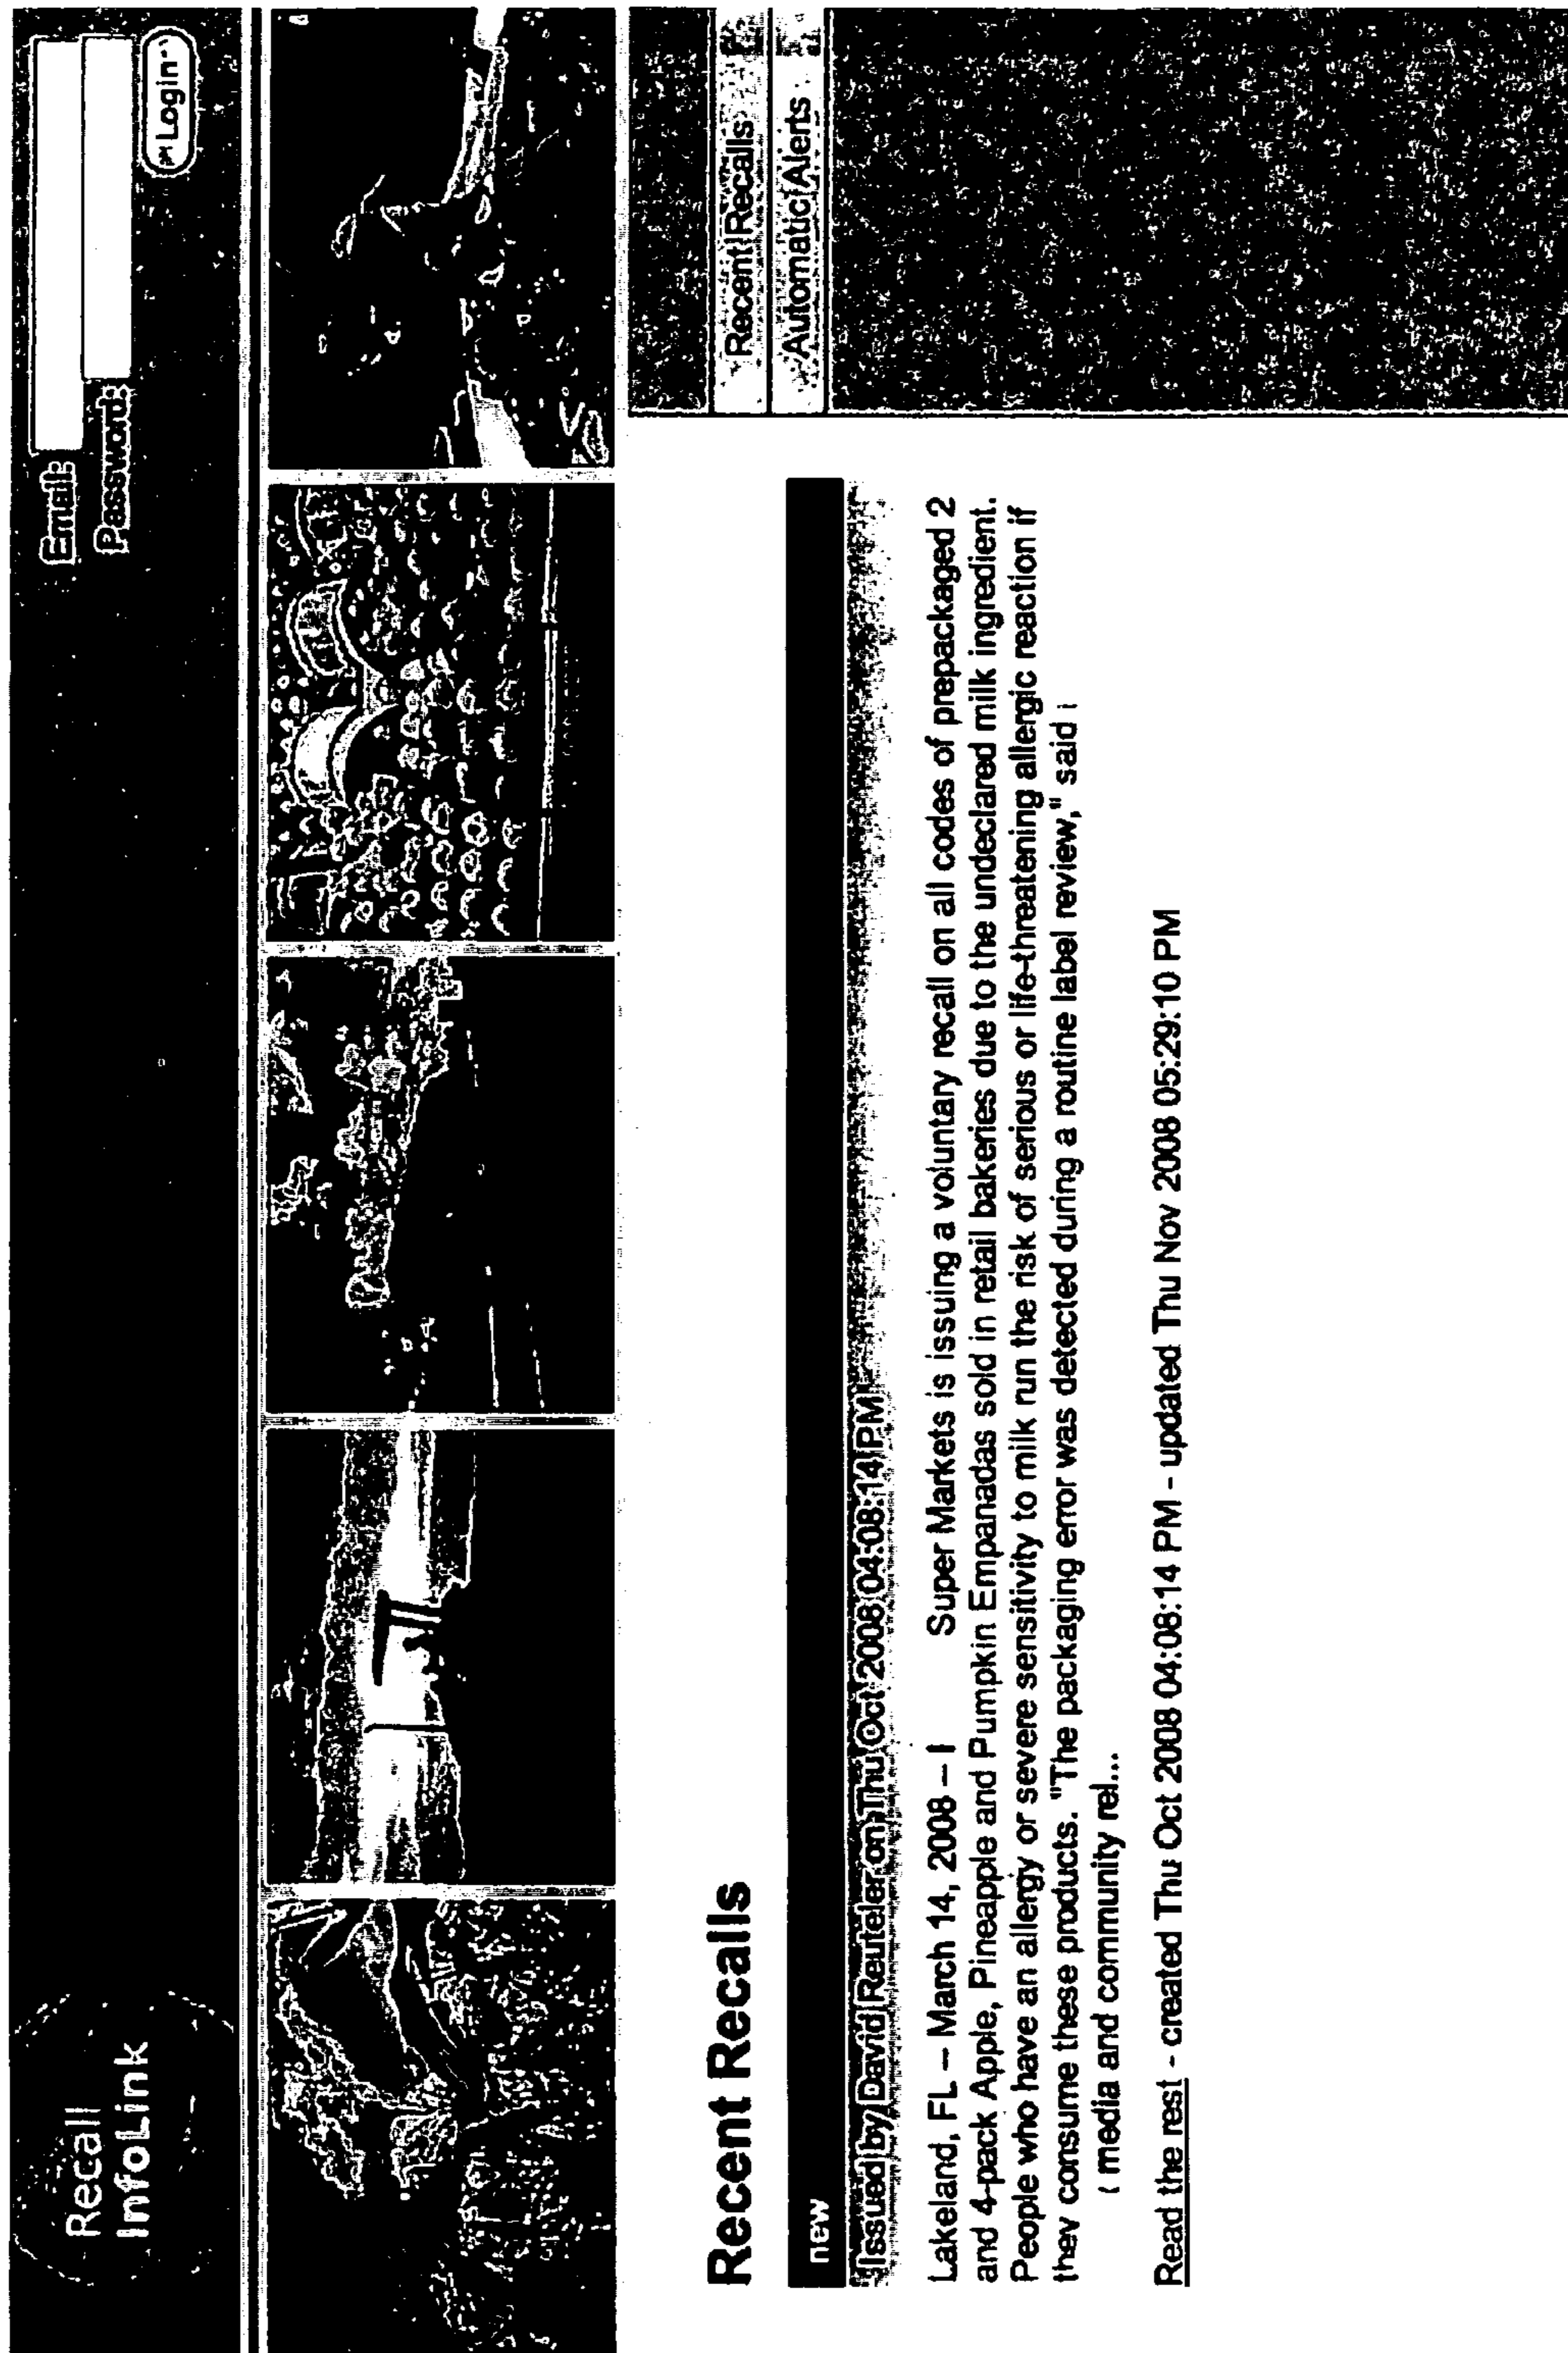 Recall
InfoLink
Email:
Password:
Login
Recent Recalls
Automatic Alerts
Recent Recalls
new
Issued by David Reuteler on Thu Oct 2008 04:08:14 PM
Lakeland, FL – March 14, 2008 – Super Markets is issuing a voluntary recall on all codes of prepackaged 2
and 4-pack Apple, Pineapple and Pumpkin Empanadas sold in retail bakeries due to the undeclared milk ingredient.
People who have an allergy or severe sensitivity to milk run the risk of serious or life-threatening allergic reaction if
they consume these products. "The packaging error was detected during a routine label review," said
media and community rel...
Read the rest - created Thu Oct 2008 04:08:14 PM - updated Thu Nov 2008 05:29:10 PM